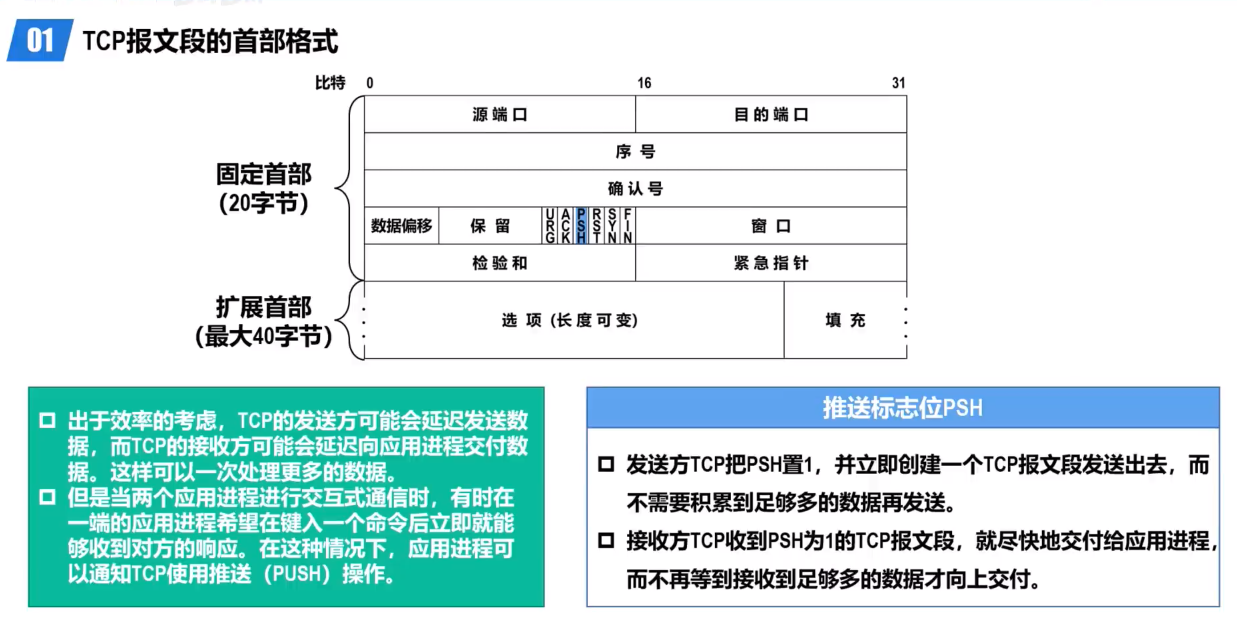 01 TCP报文段的首部格式
比特 0 16 31
源端口 目的端口
序号
固定首部
(20字节)
确认号
数据偏移 保留 URG ACK PSH RST SYN FIN 窗口
检验和 紧急指针
扩展首部
(最大40字节)
选项 (长度可变) 填充
出于效率的考虑，TCP的发送方可能会延迟发送数
据，而TCP的接收方可能会延迟向应用进程交付数
据。这样可以一次处理更多的数据。
但是当两个应用进程进行交互式通信时，有时在
一端的应用进程希望在键入一个命令后立即就能
够收到对方的响应。在这种情况下，应用进程可
以通知TCP使用推送（PUSH）操作。
推送标志位PSH
发送方TCP把PSH置1，并立即创建一个TCP报文段发送出去，而
不需要积累到足够多的数据再发送。
接收方TCP收到PSH为1的TCP报文段，就尽快地交付给应用进程，
而不再等到接收到足够多的数据才向上交付。